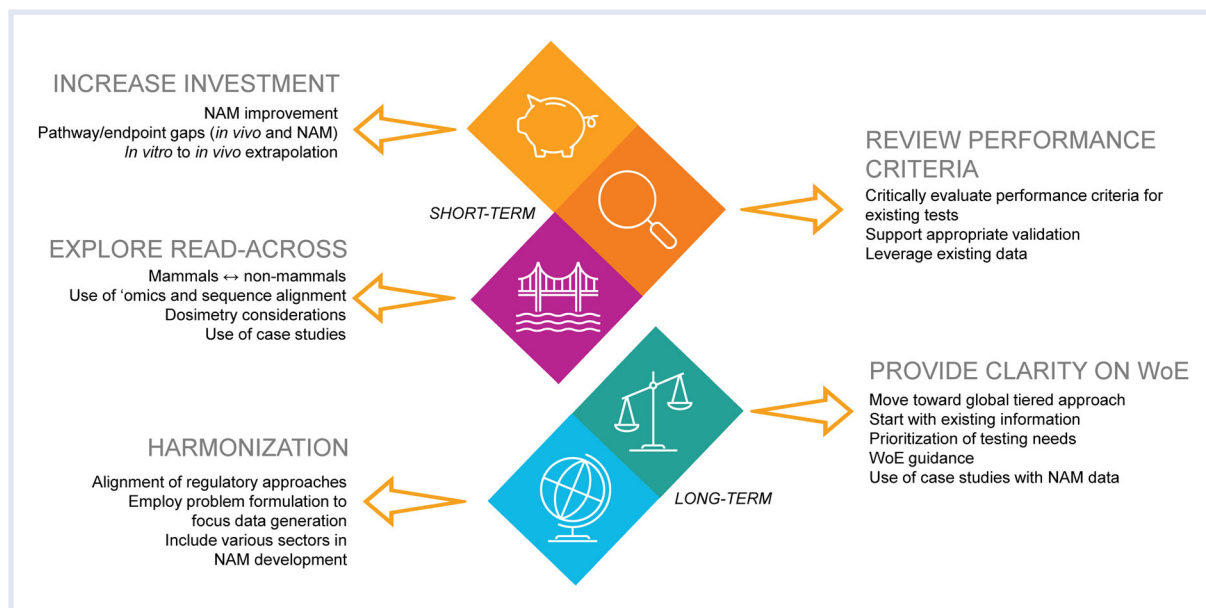 INCREASE INVESTMENT
NAM improvement
Pathway/endpoint gaps (in vivo and NAM)
In vitro to in vivo extrapolation
REVIEW PERFORMANCE
CRITERIA
Critically evaluate performance criteria for
existing tests
Support appropriate validation
Leverage existing data
SHORT-TERM
EXPLORE READ-ACROSS
Mammals ↔ non-mammals
Use of ‘omics and sequence alignment
Dosimetry considerations
Use of case studies
PROVIDE CLARITY ON WoE
Move toward global tiered approach
Start with existing information
Prioritization of testing needs
WoE guidance
Use of case studies with NAM data
HARMONIZATION
Alignment of regulatory approaches
Employ problem formulation to
focus data generation
Include various sectors in
NAM development
LONG-TERM